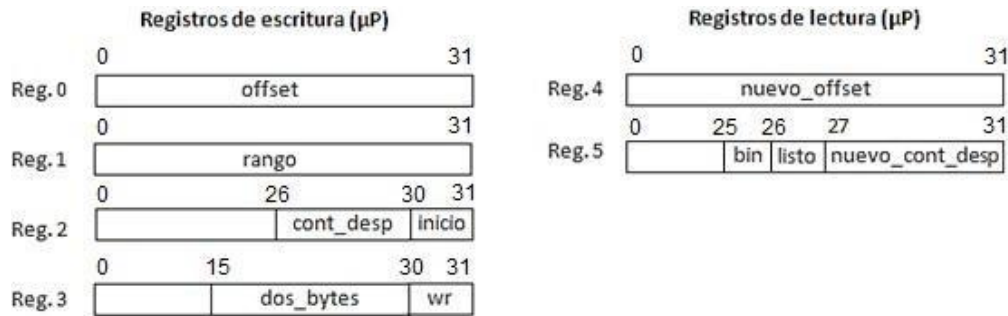 Registros de escritura (µP)
0 31
Reg. 0 offset
0 31
Reg. 1 rango
0 26 30 31
Reg. 2 cont_desp inicio
0 15 30 31
Reg. 3 dos_bytes wr
Registros de lectura (µP)
0 31
Reg. 4 nuevo_offset
0 25 26 27 31
Reg. 5 bin listo nuevo_cont_desp